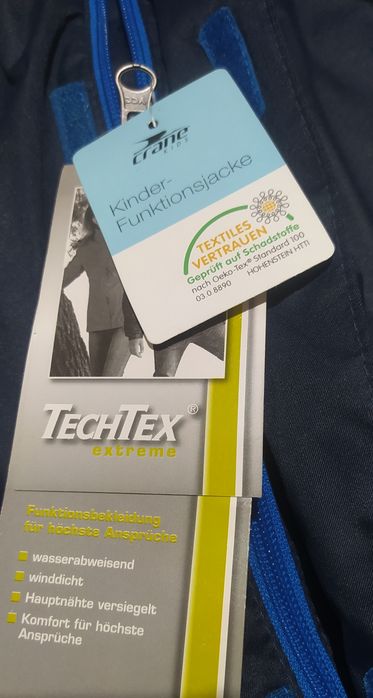 YCC
crane
KIDS
Kinder-
Funktionsjacke
TEXTILES
VERTRAUEN
Geprüft auf Schadstoffe
nach Oeko-Tex® Standard 100
03.0.8890 HOHENSTEIN HTTI
TECHTEX®
extreme
Funktionsbekleidung
für höchste Ansprüche
wasserabweisend
winddicht
Hauptnähte versiegelt
Komfort für höchste
Ansprüche